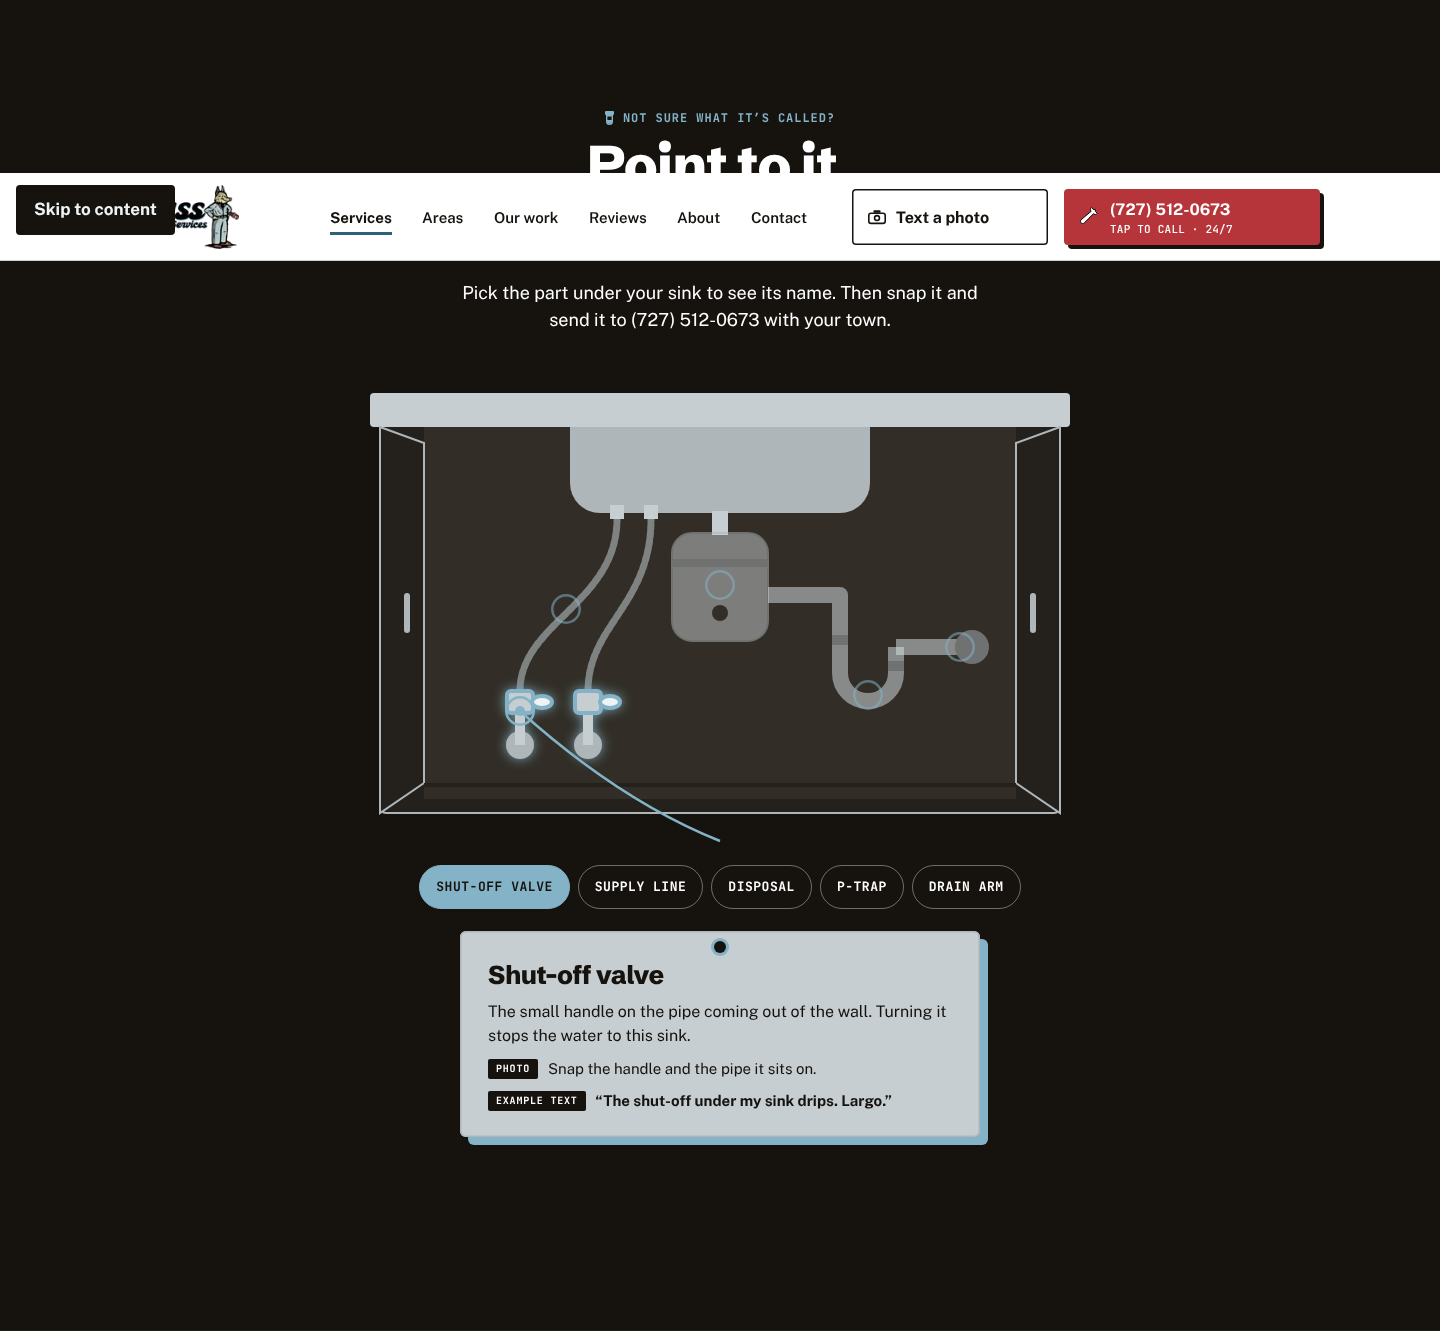 NOT SURE WHAT IT’S CALLED?
Point to it
Skip to content
ss
Services
Services
Areas
Our work
Reviews
About
Contact
Text a photo
(727) 512-0673
TAP TO CALL · 24/7
Pick the part under your sink to see its name. Then snap it and
send it to (727) 512-0673 with your town.
SHUT-OFF VALVE
SUPPLY LINE
DISPOSAL
P-TRAP
DRAIN ARM
Shut-off valve
The small handle on the pipe coming out of the wall. Turning it
stops the water to this sink.
PHOTO Snap the handle and the pipe it sits on.
EXAMPLE TEXT “The shut-off under my sink drips. Largo.”